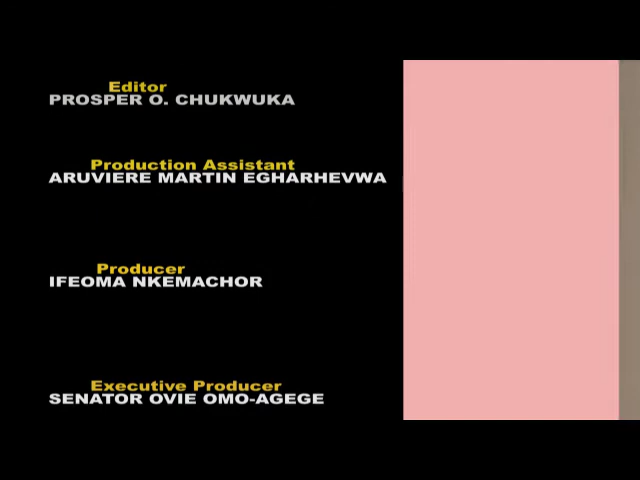 Editor
PROSPER O. CHUKWUKA
Production Assistant
ARUVIERE MARTIN EGHARHEVWA
Producer
IFEOMA NKEMACHOR
Executive Producer
SENATOR OVIE OMO-AGEGE